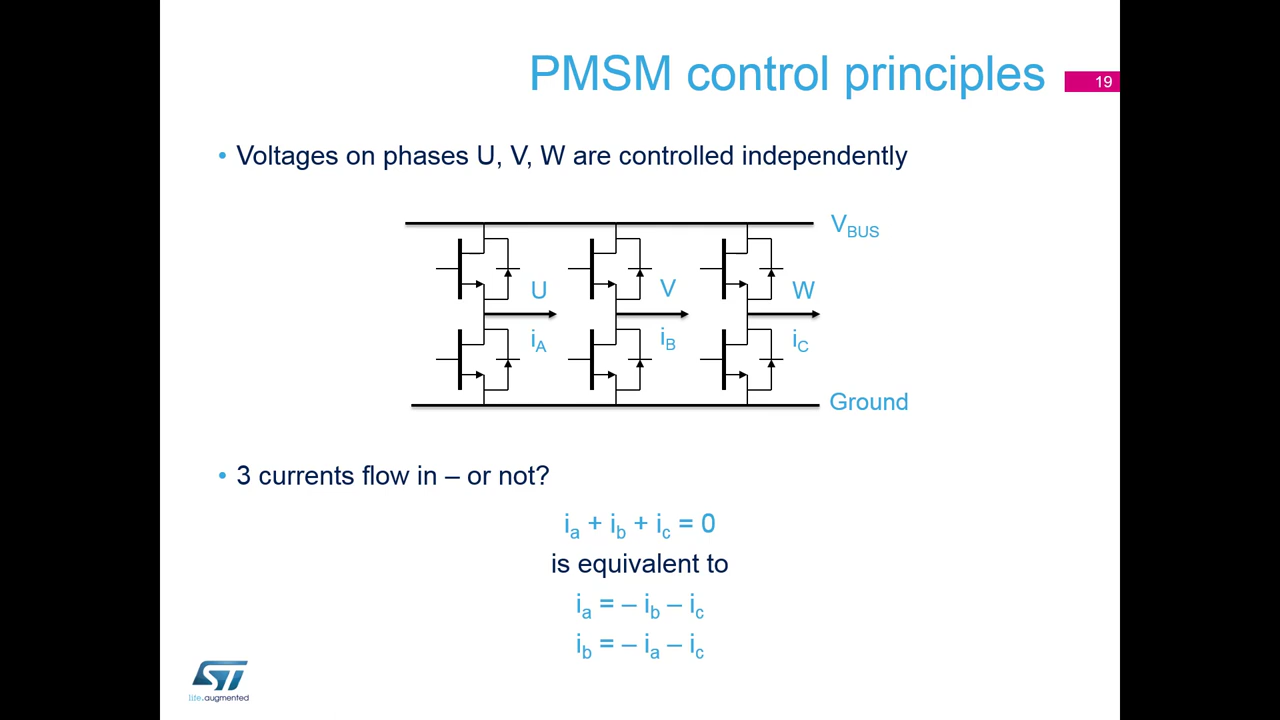 PMSM control principles
19
• Voltages on phases U, V, W are controlled independently
VBUS
U
V
W
iA
iB
iC
Ground
• 3 currents flow in – or not?
ia + ib + ic = 0
is equivalent to
ia = – ib – ic
ib = – ia – ic
ST
life.augmented